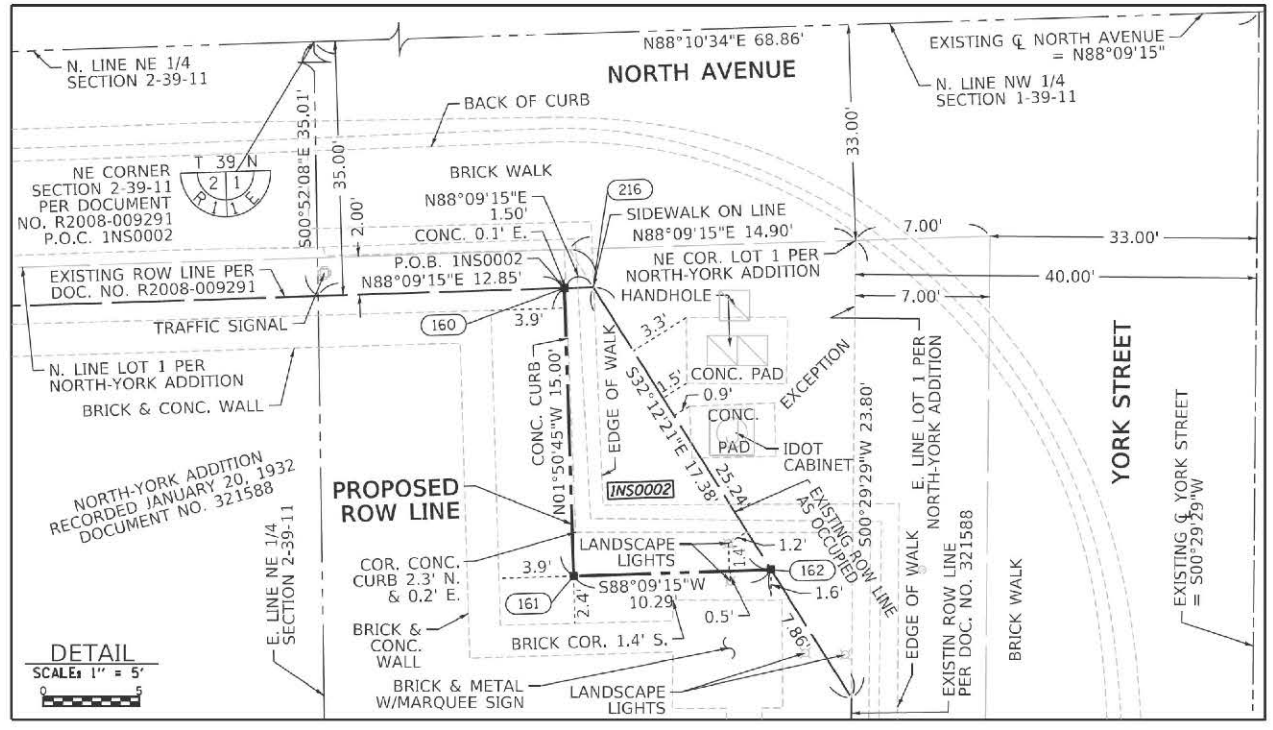 N88°10'34"E 68.86'
EXISTING ℄ NORTH AVENUE
= N88°09'15"
N. LINE NE 1/4
SECTION 2-39-11
NORTH AVENUE
N. LINE NW 1/4
SECTION 1-39-11
BACK OF CURB
S00°52'08"E 35.01'
35.00'
33.00'
T 39 N
2 1
R 11 E
NE CORNER
SECTION 2-39-11
PER DOCUMENT
NO. R2008-009291
P.O.C. 1NS0002
BRICK WALK
N88°09'15"E
1.50'
216
SIDEWALK ON LINE
2.00'
CONC. 0.1' E.
N88°09'15"E 14.90'
7.00'
33.00'
P.O.B. 1NS0002
NE COR. LOT 1 PER
NORTH-YORK ADDITION
EXISTING ROW LINE PER
DOC. NO. R2008-009291
N88°09'15"E 12.85'
40.00'
HANDHOLE
7.00'
TRAFFIC SIGNAL
160
3.9'
3.3'
N. LINE LOT 1 PER
NORTH-YORK ADDITION
BRICK & CONC. WALL
CONC. CURB
N01°50'45"W 15.00'
EDGE OF WALK
CONC. PAD
EXCEPTION
1.5'
0.9'
CONC.
PAD
IDOT
CABINET
S32°12'21"E 17.38'
25.24'
S00°29'29"W 23.80'
E. LINE LOT 1 PER
NORTH-YORK ADDITION
YORK STREET
EXISTING ℄ YORK STREET
= S00°29'29"W
NORTH-YORK ADDITION
RECORDED JANUARY 20, 1932
DOCUMENT NO. 321588
PROPOSED
ROW LINE
1NS0002
EXISTING ROW LINE
AS OCCUPIED
E. LINE NE 1/4
SECTION 2-39-11
COR. CONC.
CURB 2.3' N.
& 0.2' E.
LANDSCAPE
LIGHTS
1.4'
1.2'
3.9'
161
S88°09'15"W
10.29
162
1.6'
2.4'
0.5'
BRICK &
CONC.
WALL
BRICK COR. 1.4' S.
7.86'
EDGE OF WALK
EXISTIN ROW LINE
PER DOC. NO. 321588
BRICK WALK
BRICK & METAL
W/MARQUEE SIGN
LANDSCAPE
LIGHTS
DETAIL
SCALE: 1" = 5'
0 5